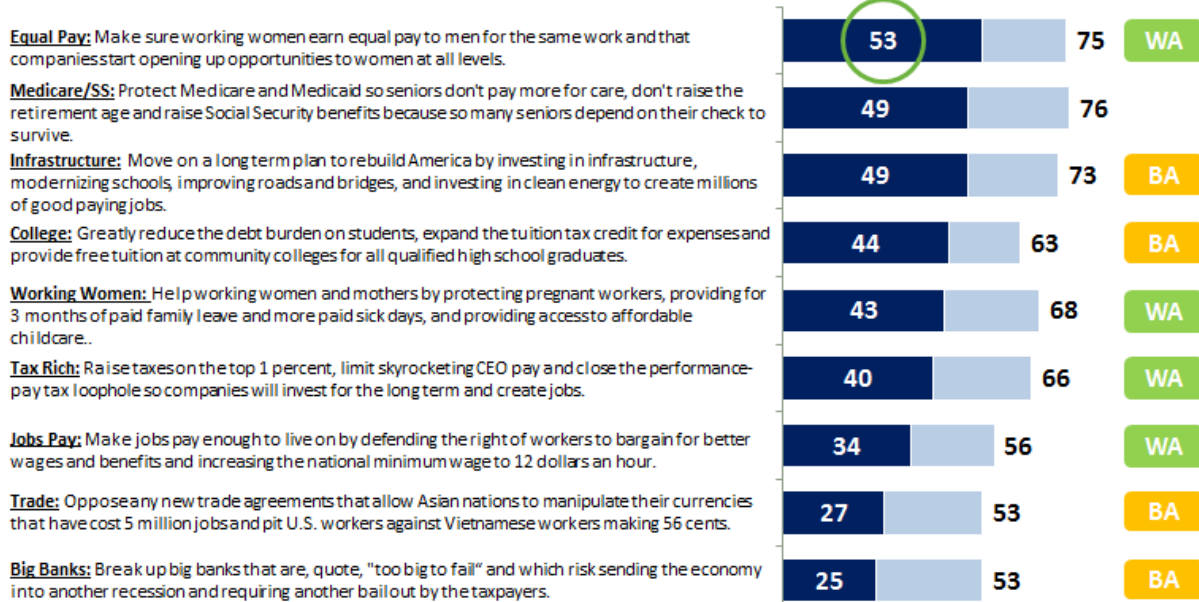 Equal Pay: Make sure working women earn equal pay to men for the same work and that
companies start opening up opportunities to women at all levels.
53 75 WA
Medicare/SS: Protect Medicare and Medicaid so seniors don't pay more for care, don't raise the
retirement age and raise Social Security benefits because so many seniors depend on their check to
survive.
49 76
Infrastructure: Move on a long term plan to rebuild America by investing in infrastructure,
modernizing schools, improving roads and bridges, and investing in clean energy to create millions
of good paying jobs.
49 73 BA
College: Greatly reduce the debt burden on students, expand the tuition tax credit for expenses and
provide free tuition at community colleges for all qualified high school graduates.
44 63 BA
Working Women: Help working women and mothers by protecting pregnant workers, providing for
3 months of paid family leave and more paid sick days, and providing access to affordable
childcare..
43 68 WA
Tax Rich: Raise taxes on the top 1 percent, limit skyrocketing CEO pay and close the performance-
pay tax loophole so companies will invest for the long term and create jobs.
40 66 WA
Jobs Pay: Make jobs pay enough to live on by defending the right of workers to bargain for better
wages and benefits and increasing the national minimum wage to 12 dollars an hour.
34 56 WA
Trade: Oppose any new trade agreements that allow Asian nations to manipulate their currencies
that have cost 5 million jobs and pit U.S. workers against Vietnamese workers making 56 cents.
27 53 BA
Big Banks: Break up big banks that are, quote, "too big to fail“ and which risk sending the economy
into another recession and requiring another bailout by the taxpayers.
25 53 BA